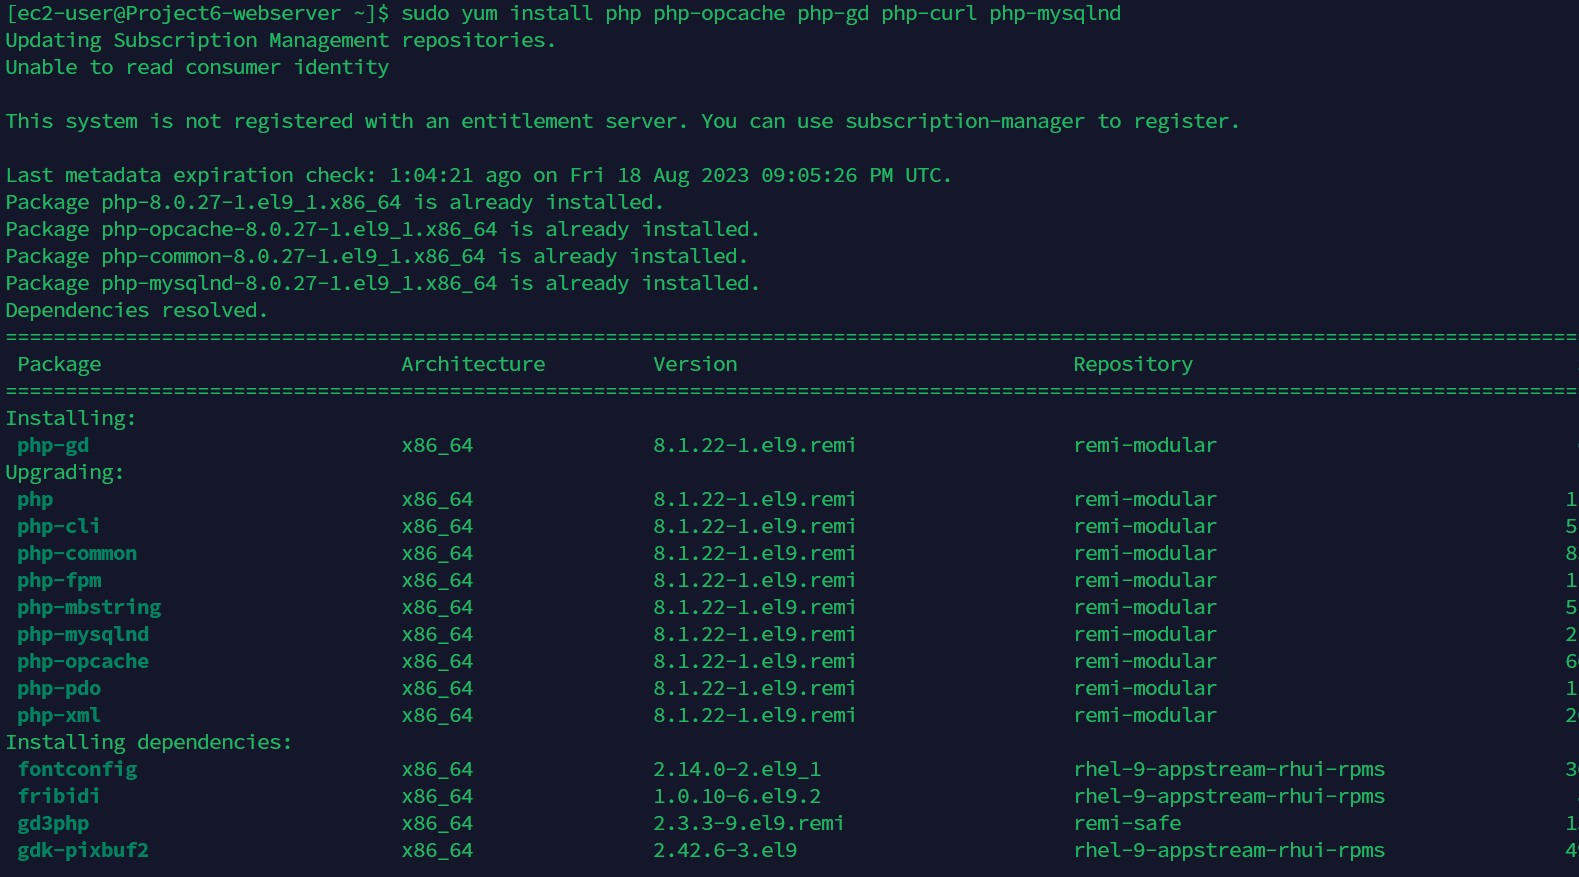 [ec2-user@Project6-webserver ~]$ sudo yum install php php-opcache php-gd php-curl php-mysqlnd
Updating Subscription Management repositories.
Unable to read consumer identity
This system is not registered with an entitlement server. You can use subscription-manager to register.
Last metadata expiration check: 1:04:21 ago on Fri 18 Aug 2023 09:05:26 PM UTC.
Package php-8.0.27-1.el9_1.x86_64 is already installed.
Package php-opcache-8.0.27-1.el9_1.x86_64 is already installed.
Package php-common-8.0.27-1.el9_1.x86_64 is already installed.
Package php-mysqlnd-8.0.27-1.el9_1.x86_64 is already installed.
Dependencies resolved.
Package Architecture Version Repository
Installing:
php-gd x86_64 8.1.22-1.el9.remi remi-modular
Upgrading:
php x86_64 8.1.22-1.el9.remi remi-modular 1
php-cli x86_64 8.1.22-1.el9.remi remi-modular 5
php-common x86_64 8.1.22-1.el9.remi remi-modular 8
php-fpm x86_64 8.1.22-1.el9.remi remi-modular 1
php-mbstring x86_64 8.1.22-1.el9.remi remi-modular 5
php-mysqlnd x86_64 8.1.22-1.el9.remi remi-modular 2
php-opcache x86_64 8.1.22-1.el9.remi remi-modular 6
php-pdo x86_64 8.1.22-1.el9.remi remi-modular 1
php-xml x86_64 8.1.22-1.el9.remi remi-modular 2
Installing dependencies:
fontconfig x86_64 2.14.0-2.el9_1 rhel-9-appstream-rhui-rpms 3
fribidi x86_64 1.0.10-6.el9.2 rhel-9-appstream-rhui-rpms
gd3php x86_64 2.3.3-9.el9.remi remi-safe 1
gdk-pixbuf2 x86_64 2.42.6-3.el9 rhel-9-appstream-rhui-rpms 4